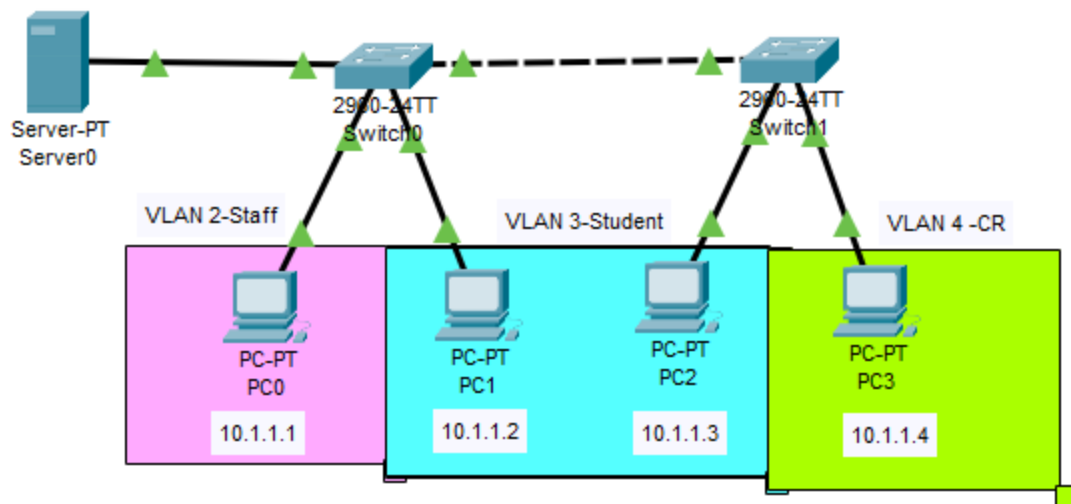 2960-24TT
2960-24TT
Server-PT
Switch0
Switch1
Server0
VLAN 2-Staff
VLAN 3-Student
VLAN 4 -CR
PC-PT
PC0
PC-PT
PC1
PC-PT
PC2
PC-PT
PC3
10.1.1.1
10.1.1.2
10.1.1.3
10.1.1.4